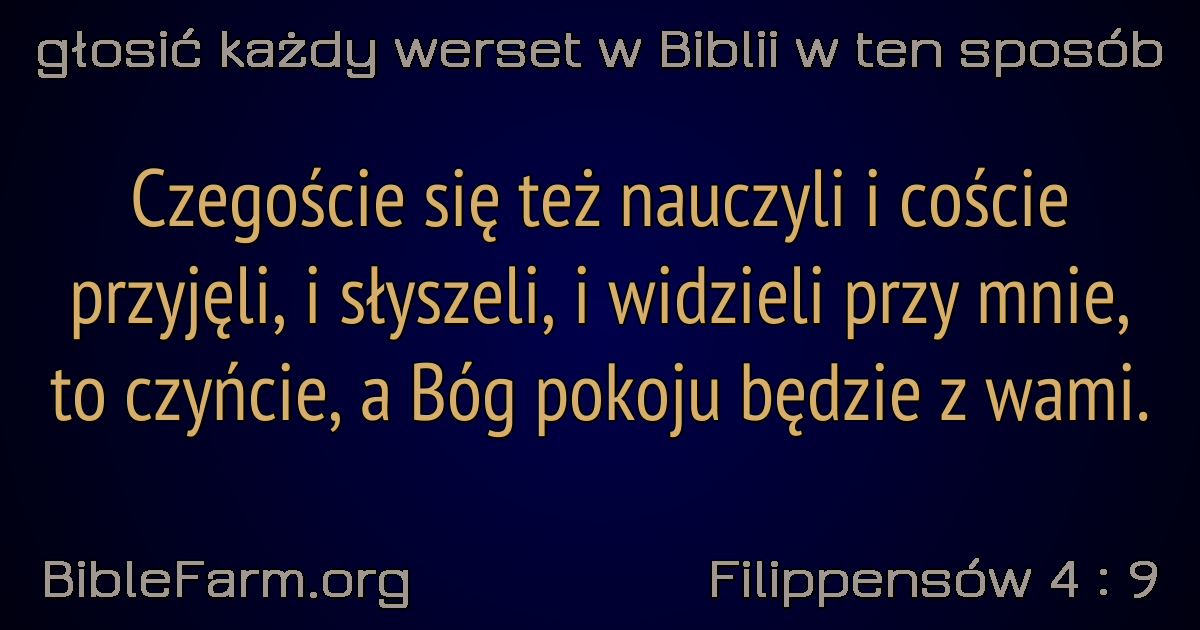 głosić każdy werset w Biblii w ten sposób
Czegoście się też nauczyli i coście
przyjęli, i słyszeli, i widzieli przy mnie,
to czyńcie, a Bóg pokoju będzie z wami.
BibleFarm.org
Filippensów 4 : 9